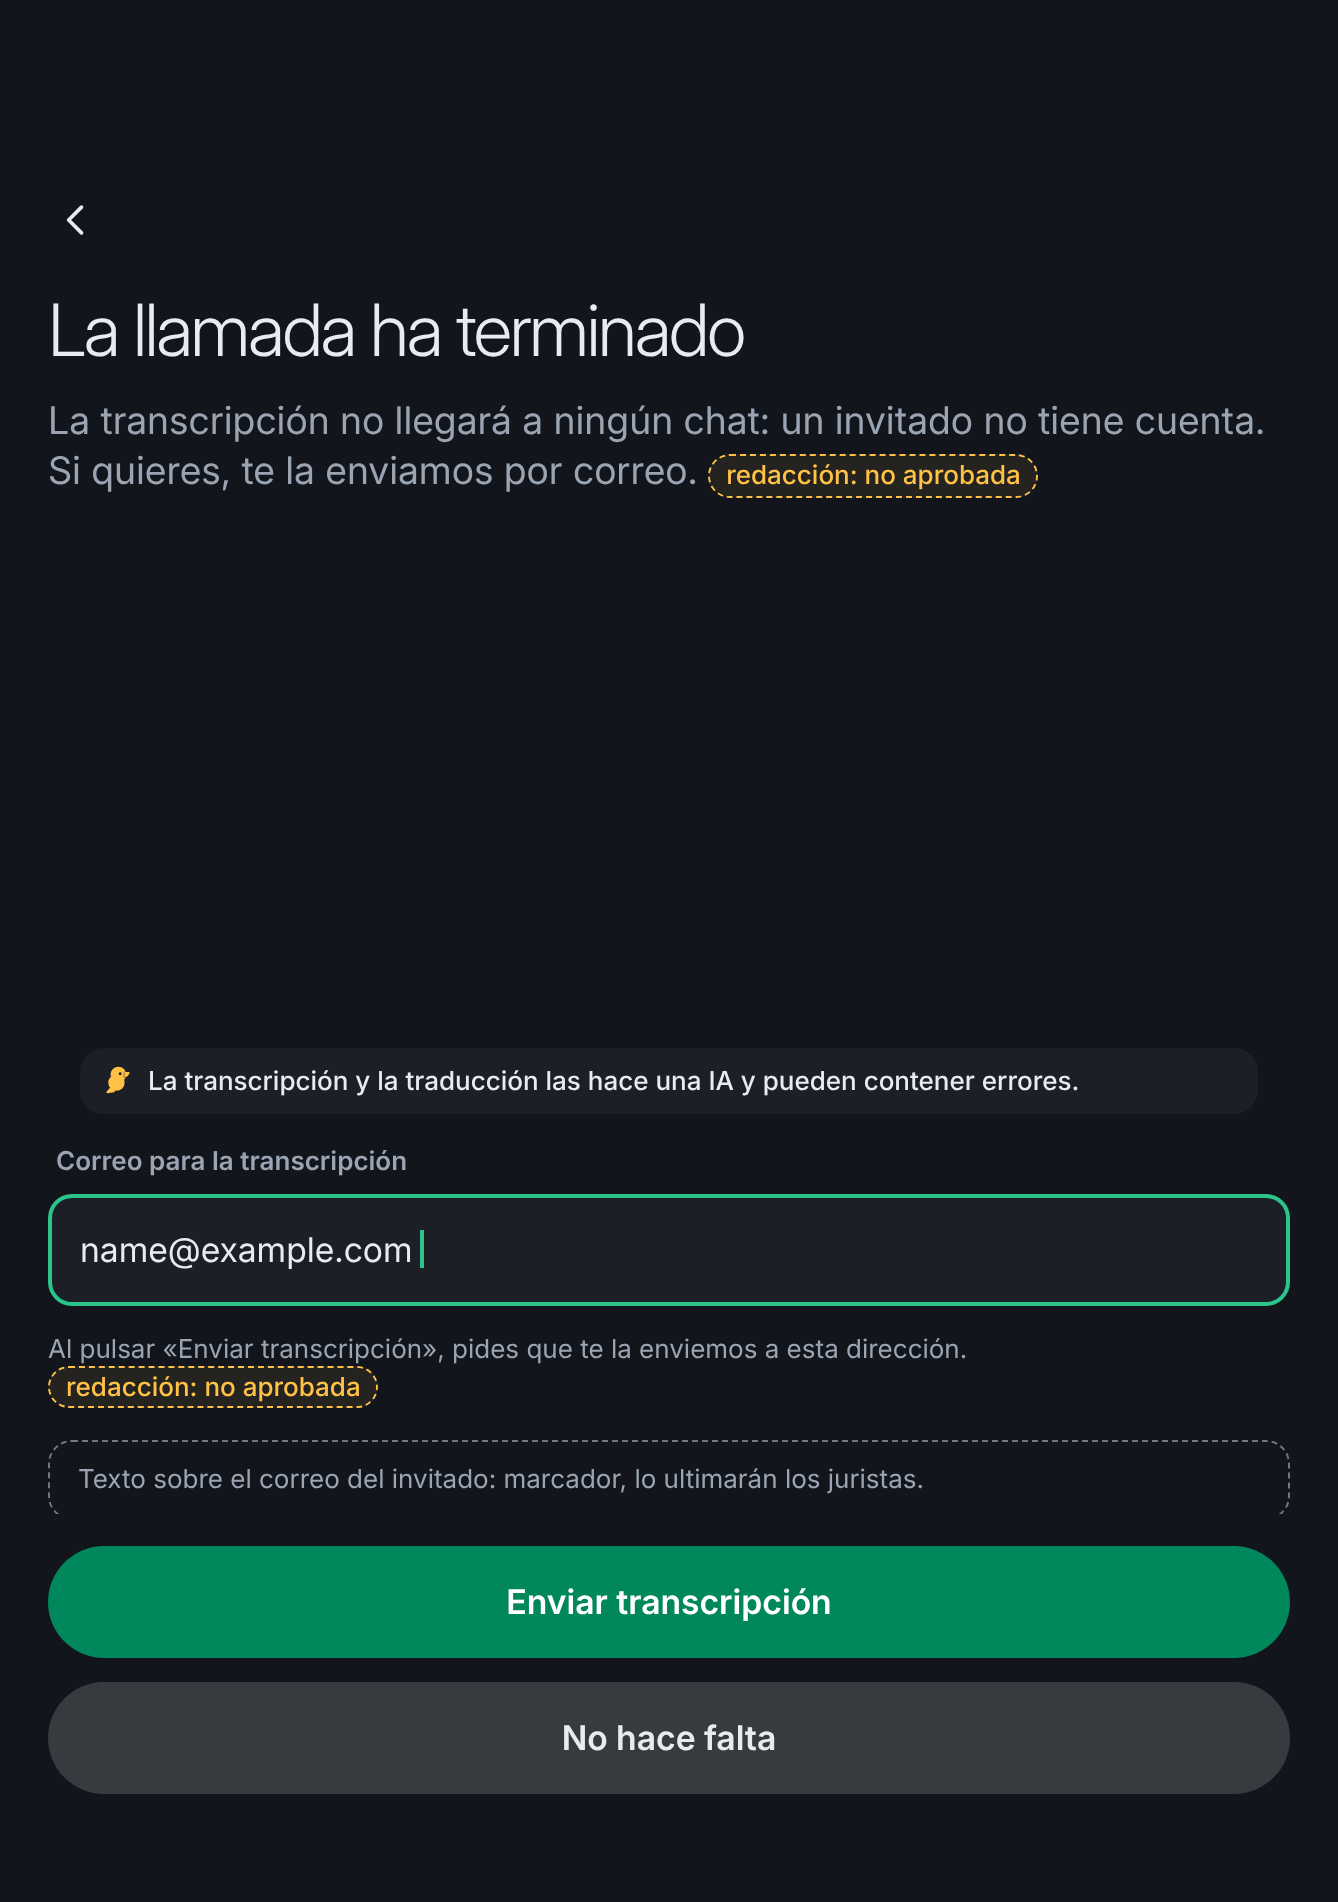 La llamada ha terminado
La transcripción no llegará a ningún chat: un invitado no tiene cuenta.
Si quieres, te la enviamos por correo. redacción: no aprobada
La transcripción y la traducción las hace una IA y pueden contener errores.
Correo para la transcripción
name@example.com
Al pulsar «Enviar transcripción», pides que te la enviemos a esta dirección.
redacción: no aprobada
Texto sobre el correo del invitado: marcador, lo ultimarán los juristas.
Enviar transcripción
No hace falta